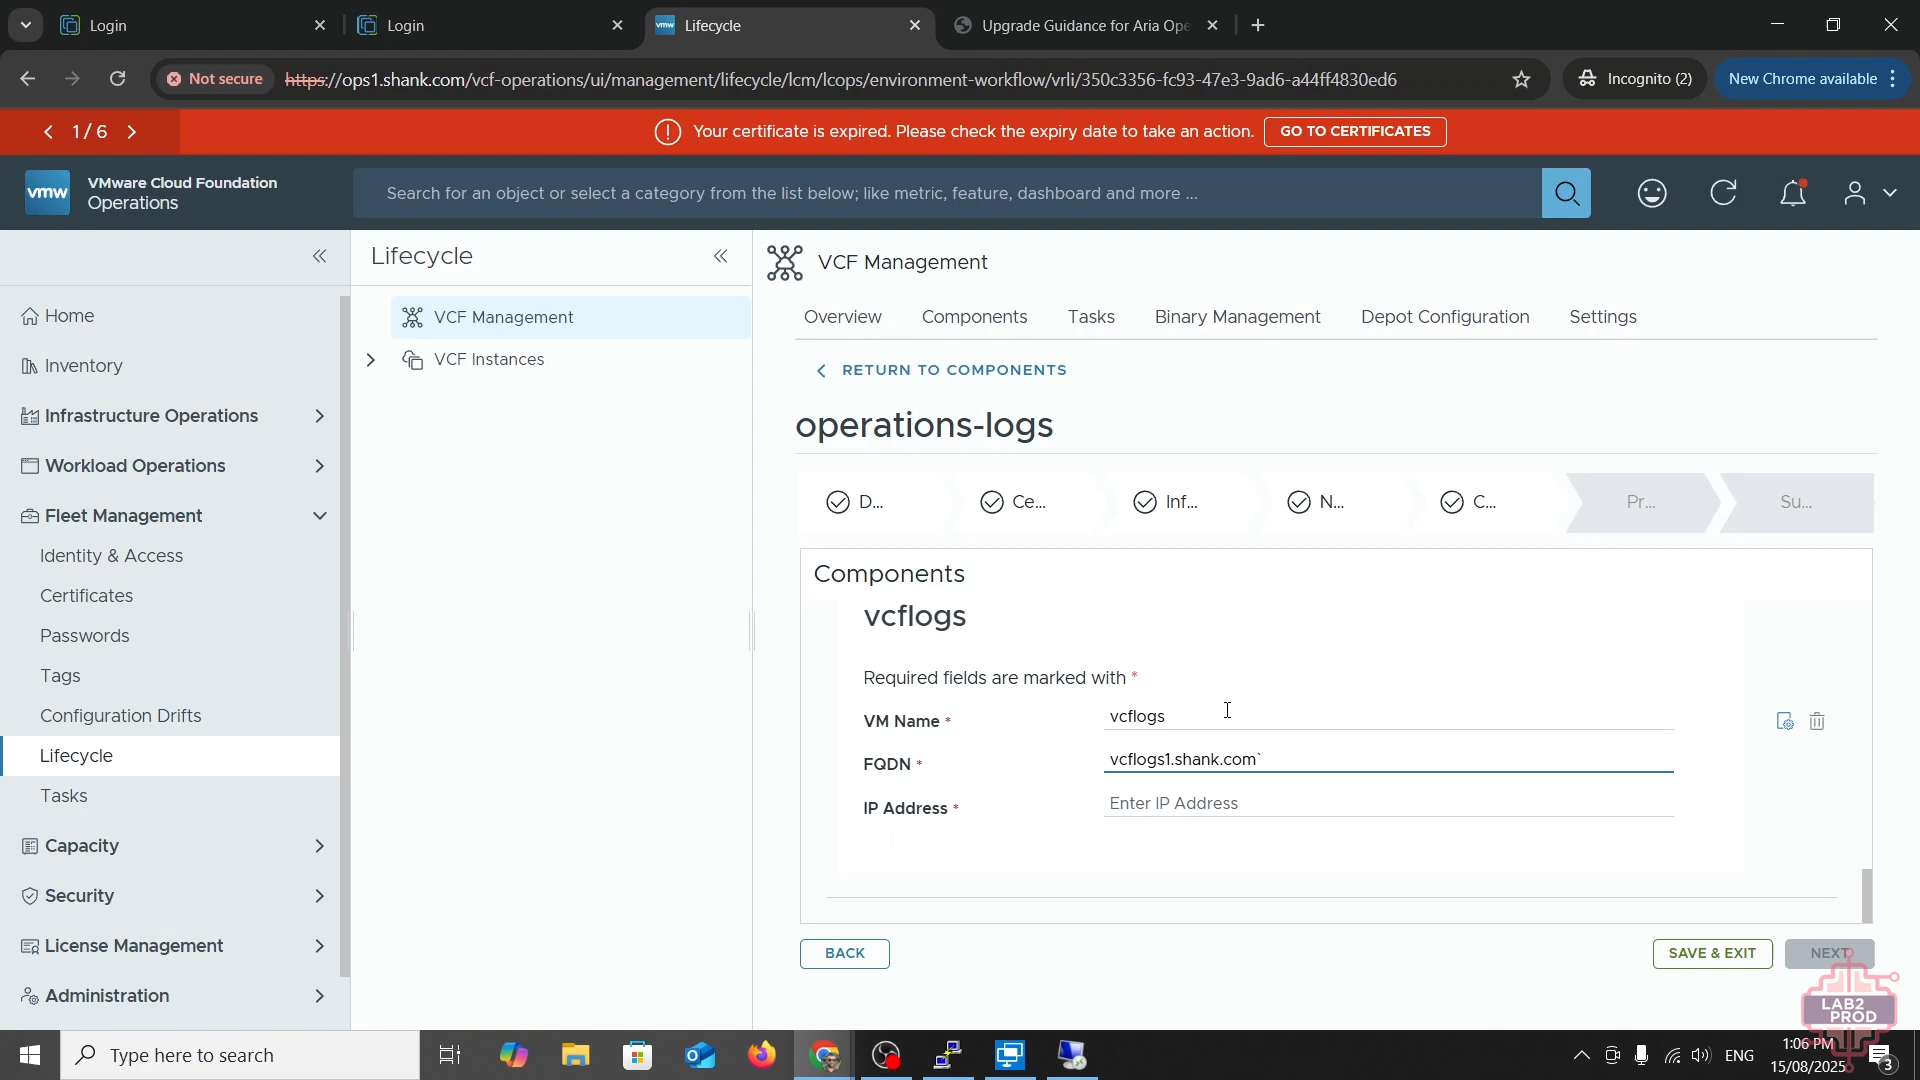 Login
Login
Lifecycle
Upgrade Guidance for Aria Ope
Not secure
https://ops1.shank.com/vcf-operations/ui/management/lifecycle/lcm/lcops/environment-workflow/vrli/350c3356-fc93-47e3-9ad6-a44ff4830ed6
Incognito (2)
New Chrome available
1 / 6
Your certificate is expired. Please check the expiry date to take an action.
GO TO CERTIFICATES
vmw
VMware Cloud Foundation
Operations
Search for an object or select a category from the list below; like metric, feature, dashboard and more ...
Home
Inventory
Infrastructure Operations
Workload Operations
Fleet Management
Identity & Access
Certificates
Passwords
Tags
Configuration Drifts
Lifecycle
Tasks
Capacity
Security
License Management
Administration
Lifecycle
VCF Management
VCF Instances
VCF Management
Overview
Components
Tasks
Binary Management
Depot Configuration
Settings
RETURN TO COMPONENTS
operations-logs
D...
Ce...
Inf...
N...
C...
Pr...
Su...
Components
vcflogs
Required fields are marked with *
VM Name *
vcflogs
FQDN *
vcflogs1.shank.com`
IP Address *
Enter IP Address
BACK
SAVE & EXIT
NEXT
LAB2
PROD
Type here to search
ENG
1:06 PM
15/08/2025
3